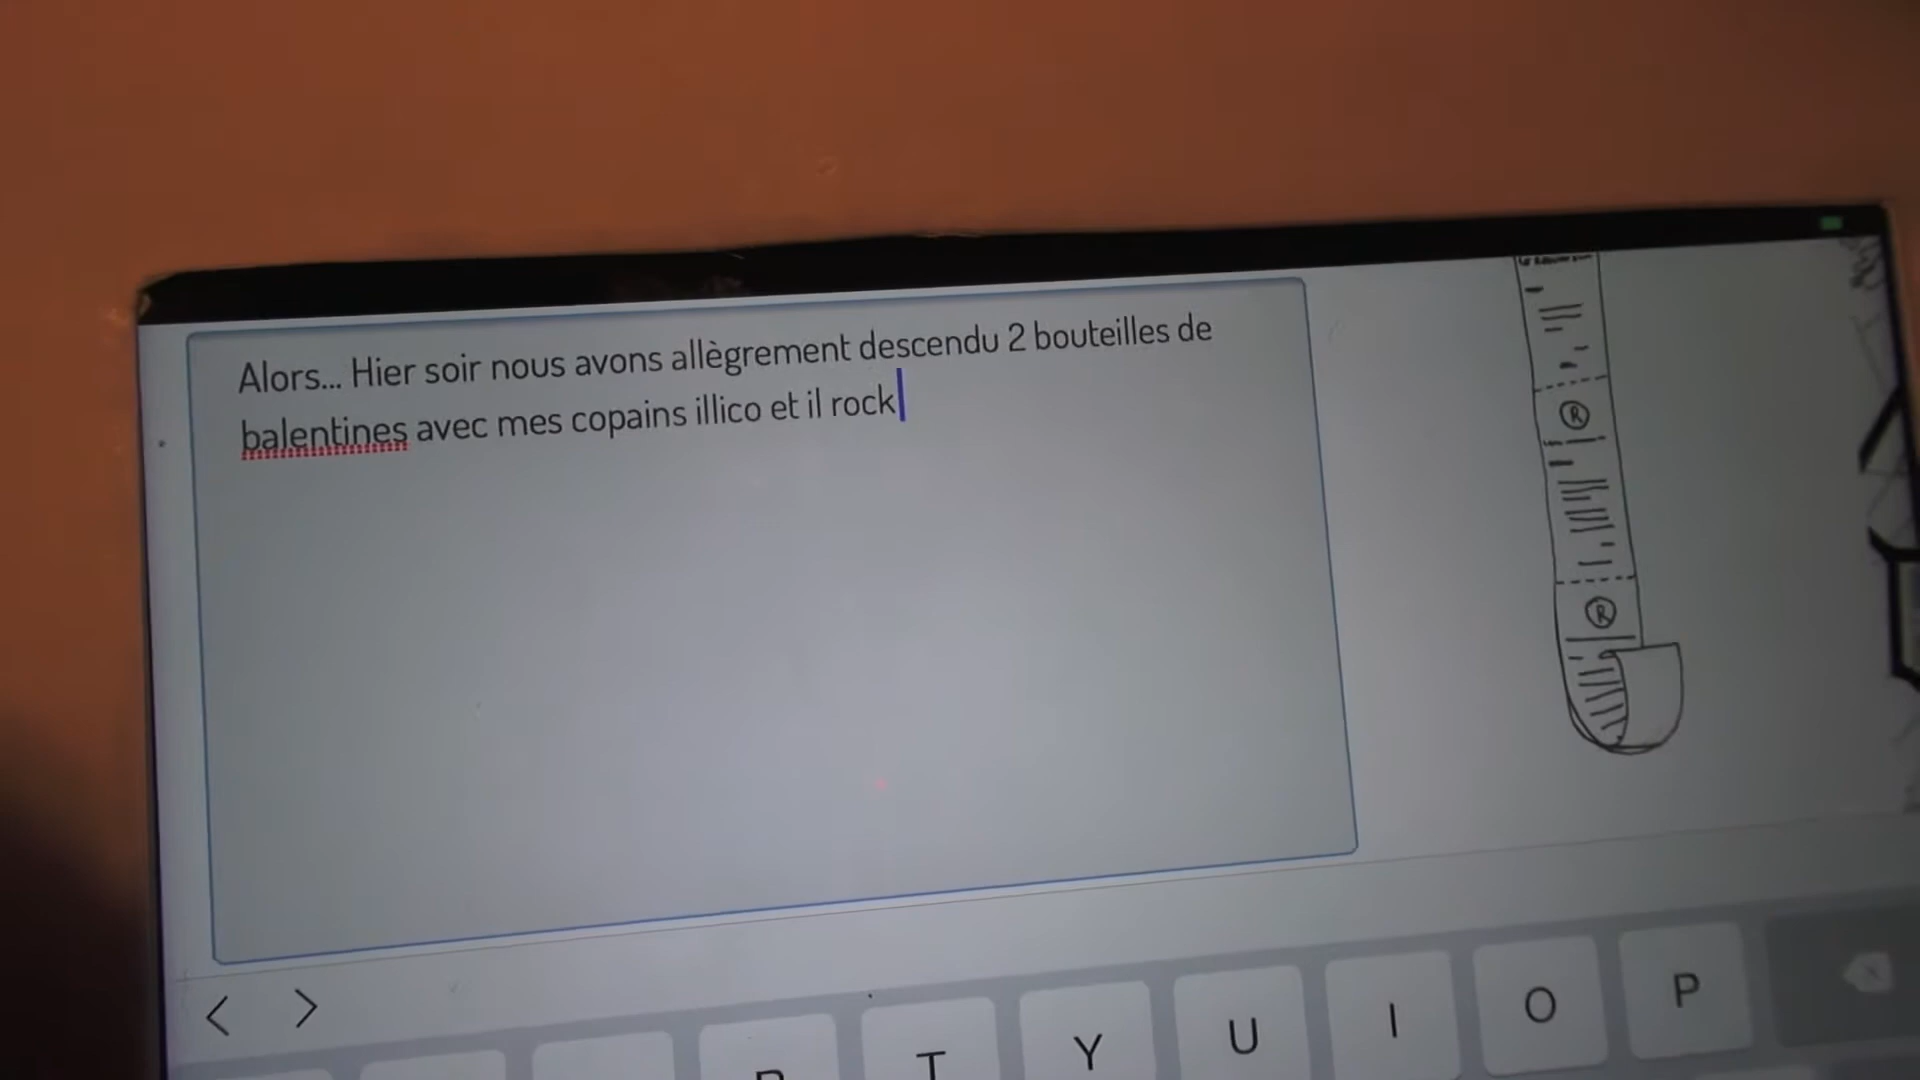 Alors... Hier soir nous avons allègrement descendu 2 bouteilles de
balentines avec mes copains illico et il rock
®
®
< >
T Y U I O P